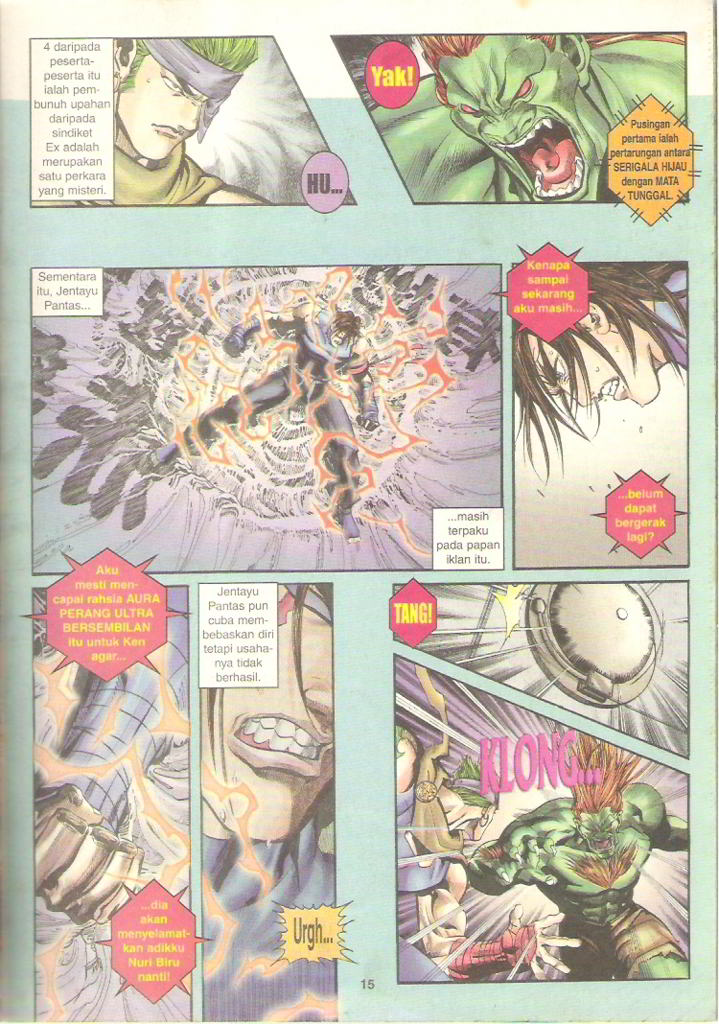 4 daripada
peserta-
peserta itu
ialah pem-
bunuh upahan
daripada
sindiket
Ex adalah
merupakan
satu perkara
yang misteri.
HU...
Yak!
Pusingan
pertama ialah
pertarungan antara
SERIGALA HIJAU
dengan MATA
TUNGGAL.
Sementara
itu, Jentayu
Pantas...
...masih
terpaku
pada papan
iklan itu.
Kenapa
sampai
sekarang
aku masih...
...belum
dapat
bergerak
lagi?
Aku
mesti men-
capai rahsia AURA
PERANG ULTRA
BERSEMBILAN
itu untuk Ken
agar...
...dia
akan
menyelamat-
kan adikku
Nuri Biru
nanti!
Jentayu
Pantas pun
cuba mem-
bebaskan diri
tetapi usaha-
nya tidak
berhasil.
Urgh...
TANG!
KLONG...
15